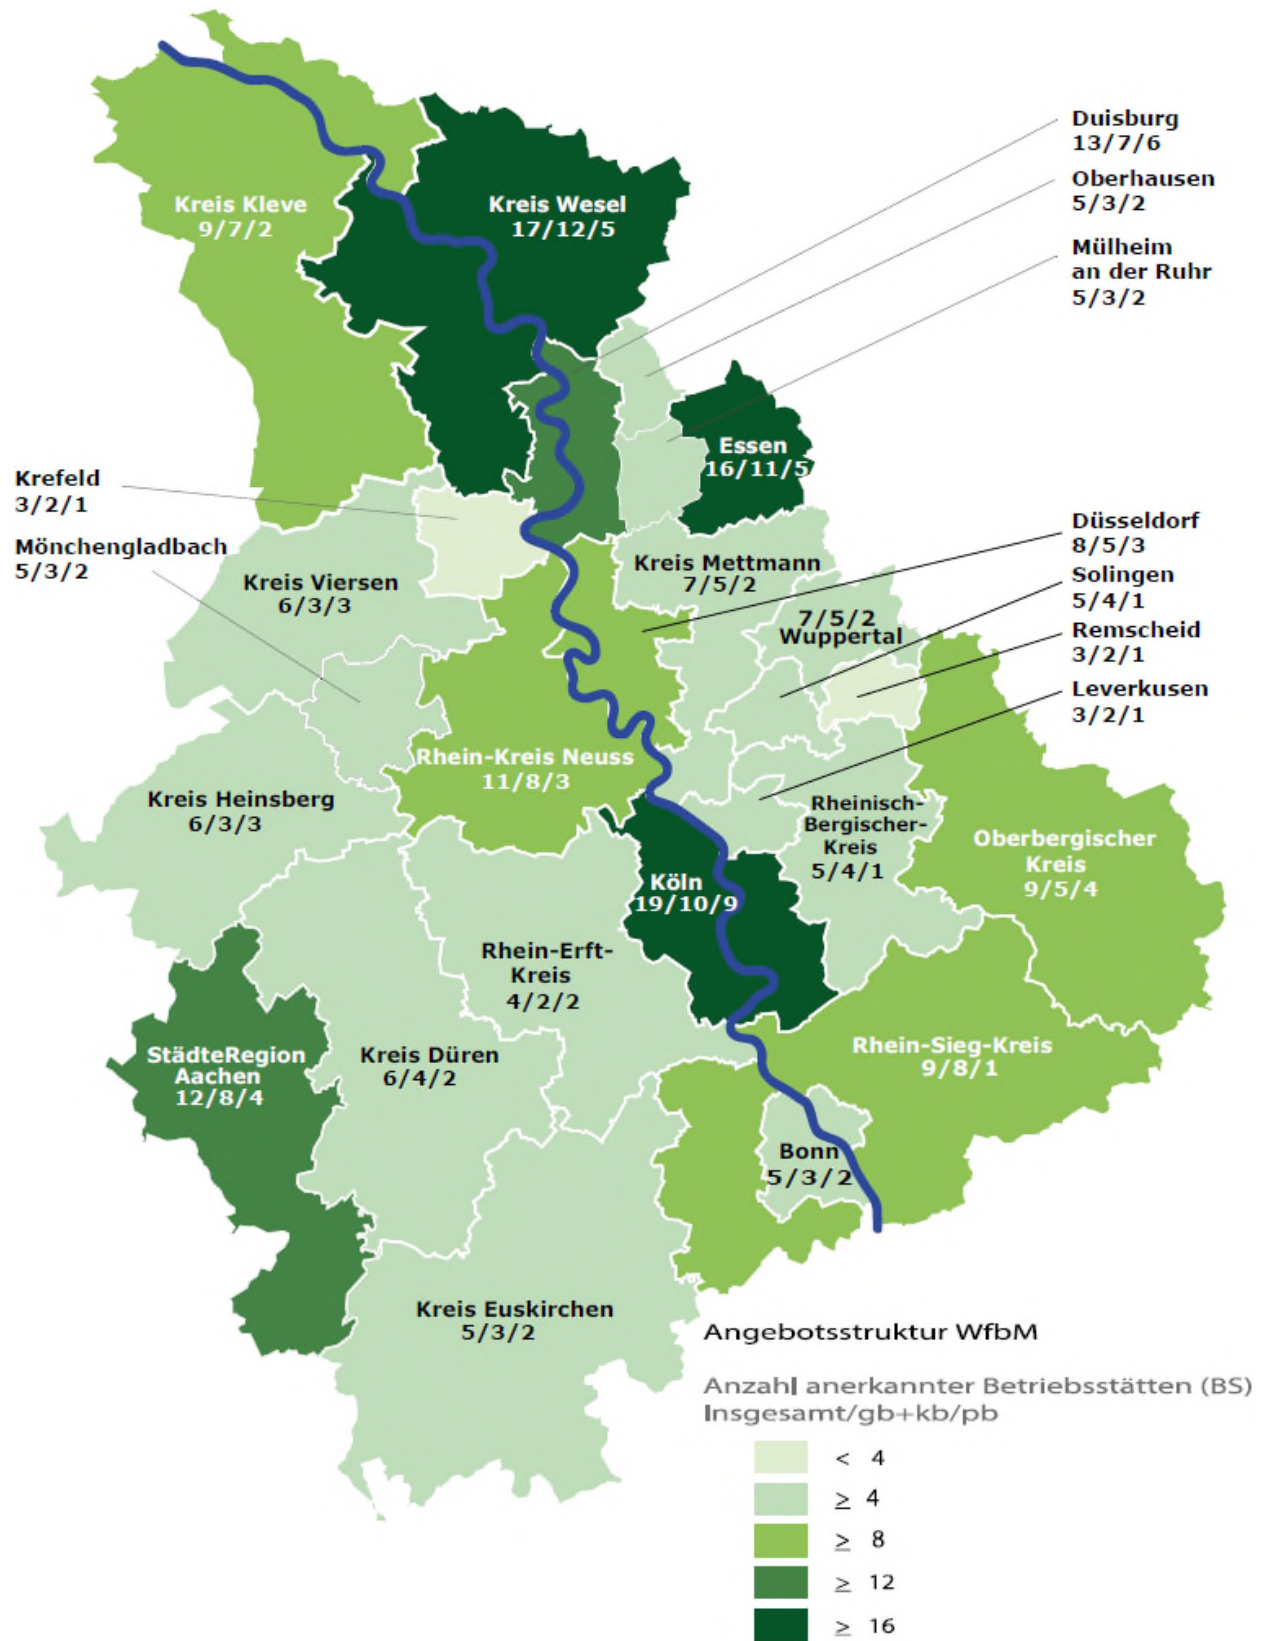 Duisburg
13/7/6
Oberhausen
5/3/2
Mülheim
an der Ruhr
5/3/2
Kreis Kleve
9/7/2
Kreis Wesel
17/12/5
Essen
16/11/5
Krefeld
3/2/1
Mönchengladbach
5/3/2
Düsseldorf
8/5/3
Solingen
5/4/1
Remscheid
3/2/1
Leverkusen
3/2/1
Kreis Viersen
6/3/3
Kreis Mettmann
7/5/2
7/5/2
Wuppertal
Rhein-Kreis Neuss
11/8/3
Kreis Heinsberg
6/3/3
Rheinisch-
Bergischer-
Kreis
5/4/1
Oberbergischer
Kreis
9/5/4
Köln
19/10/9
Rhein-Erft-
Kreis
4/2/2
StädteRegion
Aachen
12/8/4
Kreis Düren
6/4/2
Rhein-Sieg-Kreis
9/8/1
Bonn
5/3/2
Kreis Euskirchen
5/3/2
Angebotsstruktur WfbM
Anzahl anerkannter Betriebsstätten (BS)
Insgesamt/gb+kb/pb
< 4
≥ 4
≥ 8
≥ 12
≥ 16